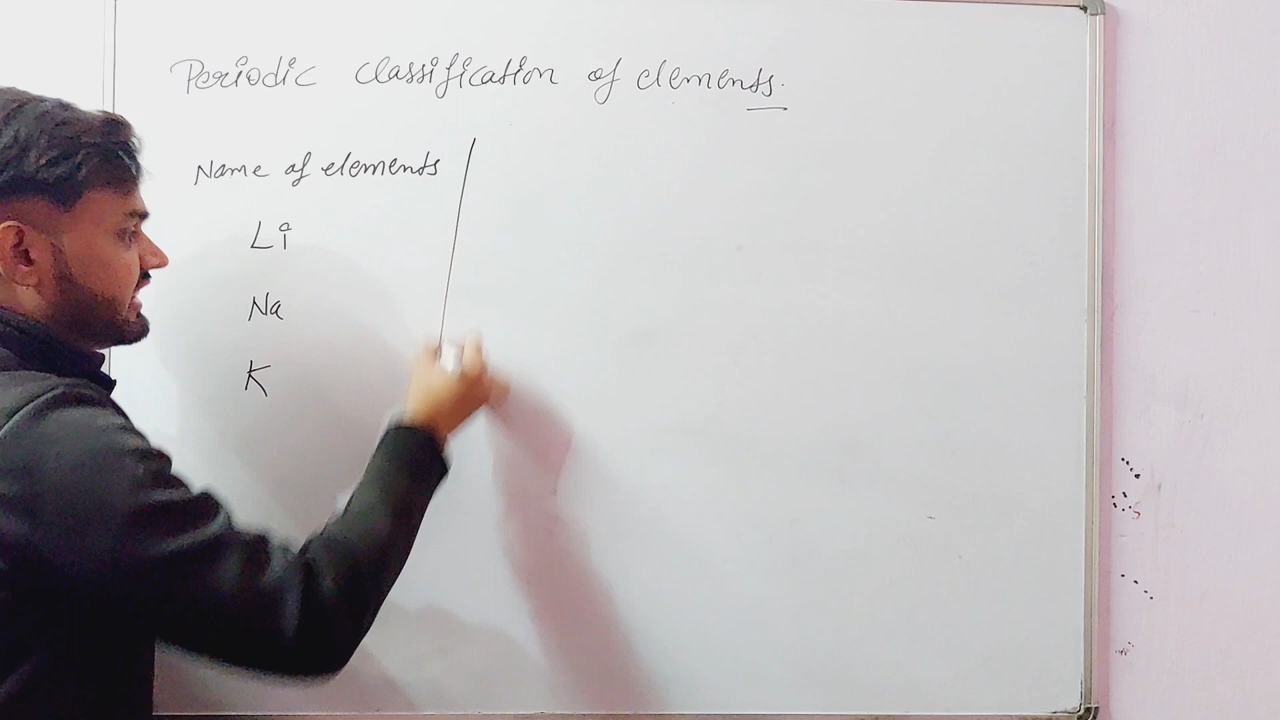 Periodic classification of elements.
Name of elements
Li
Na
K